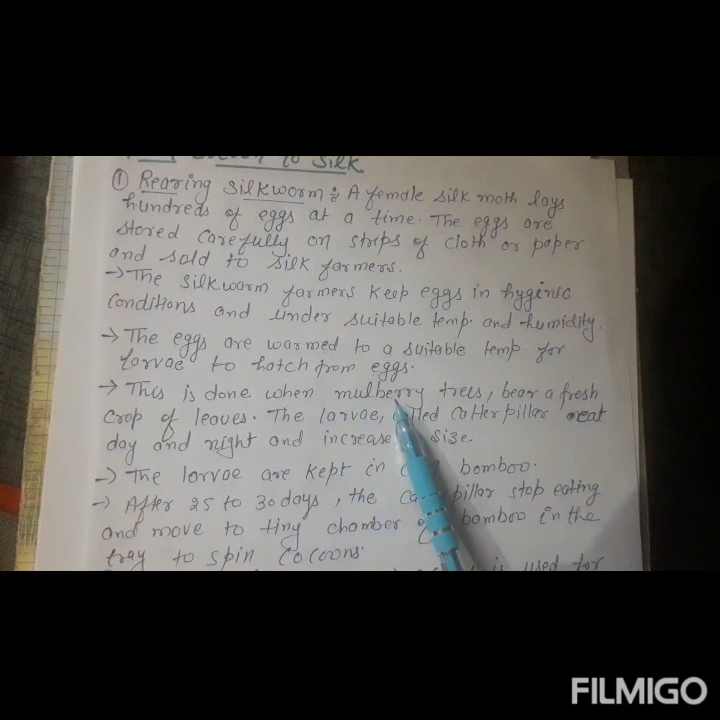 Cocoon to Silk
① Rearing Silkworm : A female silk moth lays
hundreds of eggs at a time. The eggs are
stored carefully on strips of cloth or paper
and sold to silk farmers.
→ The silkworm farmers keep eggs in hyginic
conditions and under suitable temp. and humidity.
→ The eggs are warmed to a suitable temp for
larvae to hatch from eggs.
→ This is done when mulberry trees, bear a fresh
crop of leaves. The larvae, called Catterpillar eat
day and night and increase size.
→ The larvae are kept in bamboo.
→ After 25 to 30 days, the pillar stop eating
and move to tiny chamber of bamboo in the
tray to spin cocoons.
is used for
FILMIGO